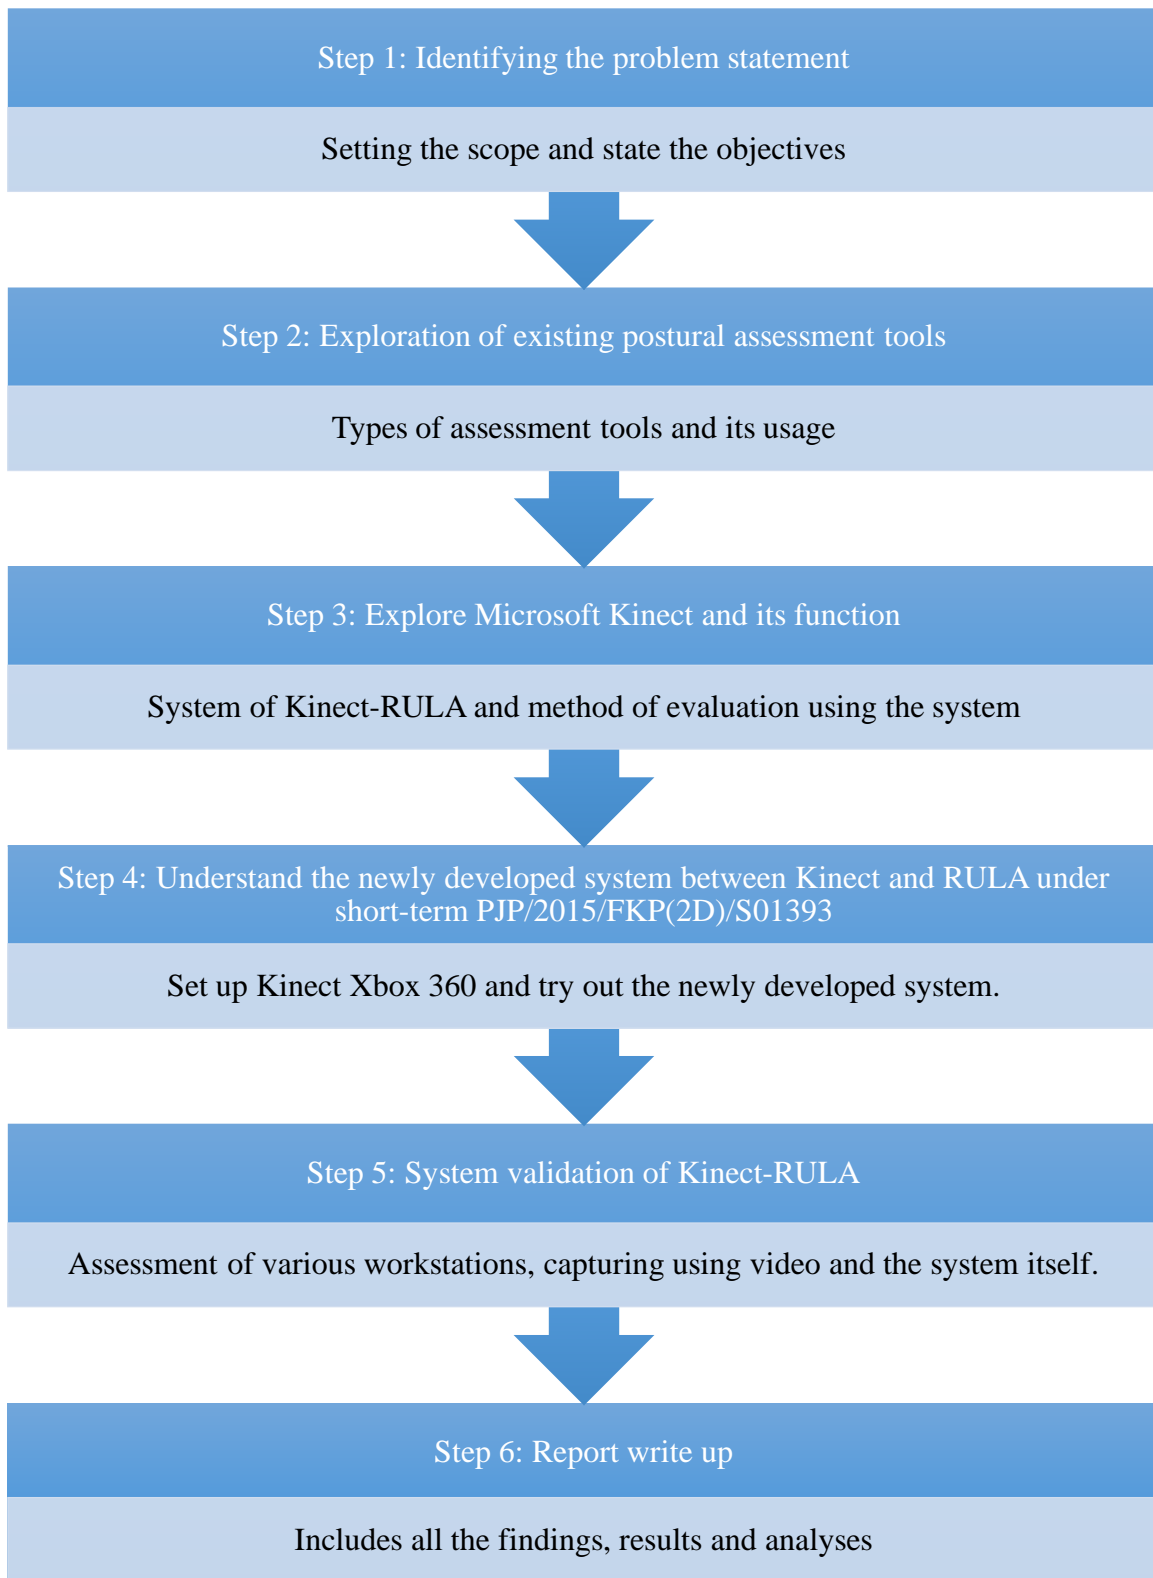 Step 1: Identifying the problem statement
Setting the scope and state the objectives
Step 2: Exploration of existing postural assessment tools
Types of assessment tools and its usage
Step 3: Explore Microsoft Kinect and its function
System of Kinect-RULA and method of evaluation using the system
Step 4: Understand the newly developed system between Kinect and RULA under
short-term PJP/2015/FKP(2D)/S01393
Set up Kinect Xbox 360 and try out the newly developed system.
Step 5: System validation of Kinect-RULA
Assessment of various workstations, capturing using video and the system itself.
Step 6: Report write up
Includes all the findings, results and analyses